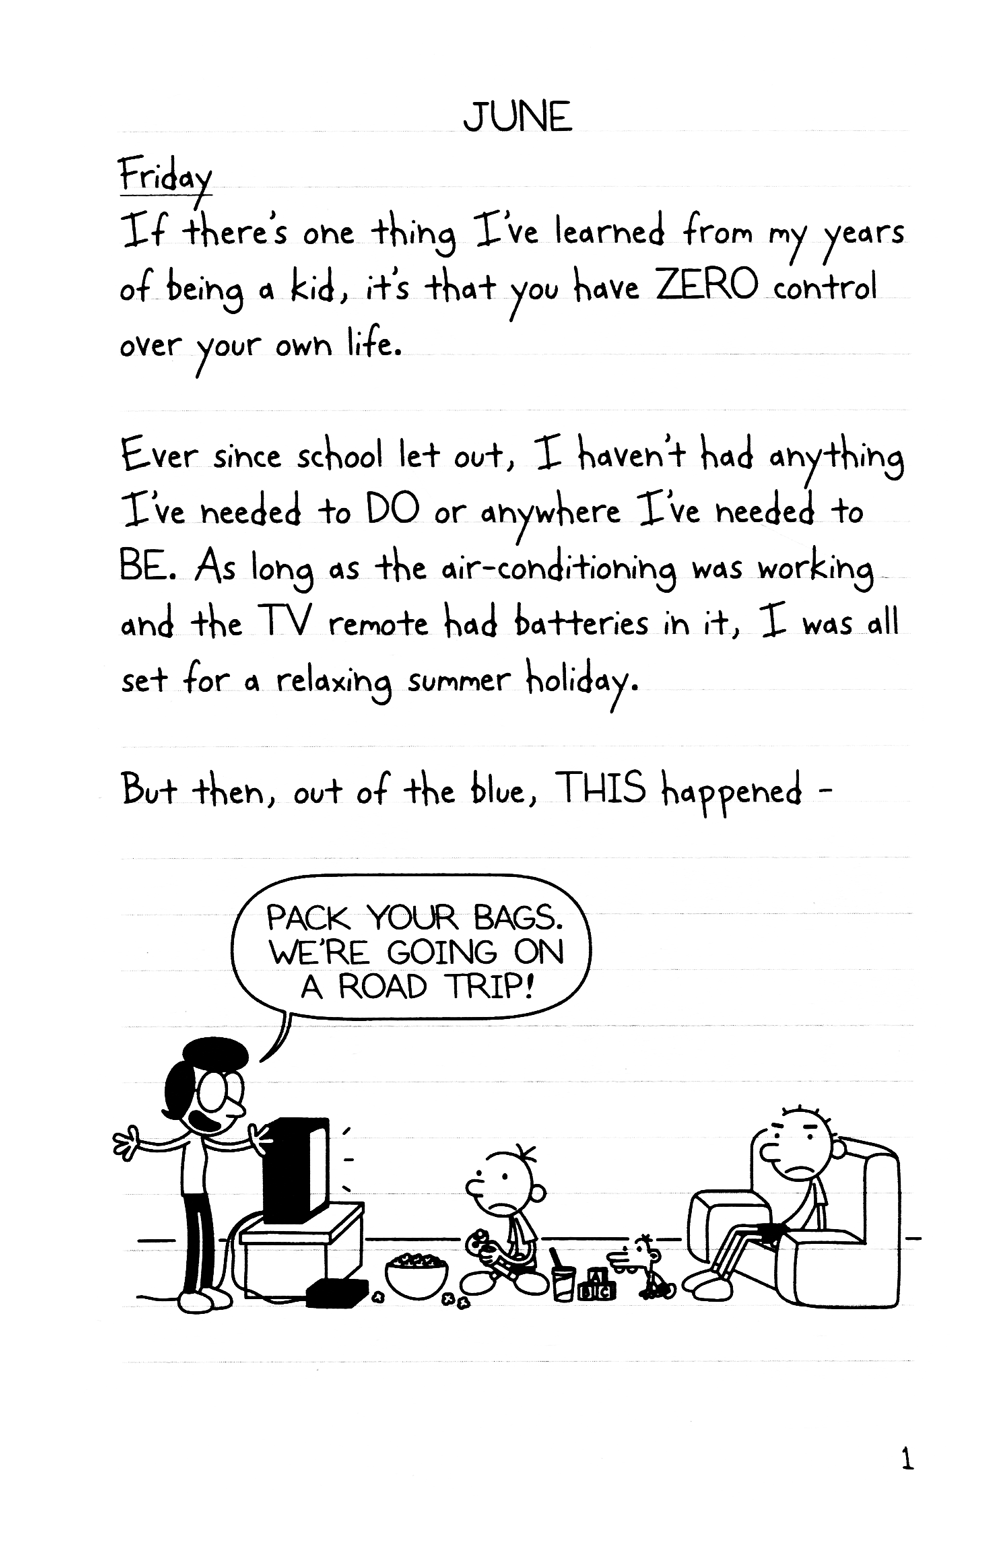 JUNE
Friday
If there's one thing I've learned from my years
of being a kid, it's that you have ZERO control
over your own life.
Ever since school let out, I haven't had anything
I've needed to DO or anywhere I've needed to
BE. As long as the air-conditioning was working
and the TV remote had batteries in it, I was all
set for a relaxing summer holiday.
But then, out of the blue, THIS happened -
PACK YOUR BAGS.
WE'RE GOING ON
A ROAD TRIP!
A
B C
1